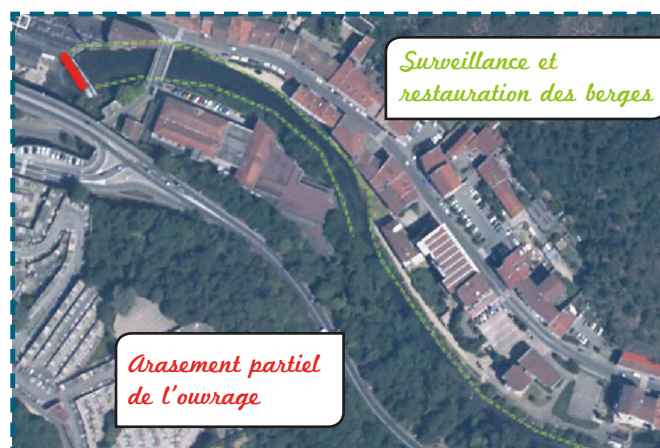 Surveillance et
restauration des berges
Arasement partiel
de l'ouvrage